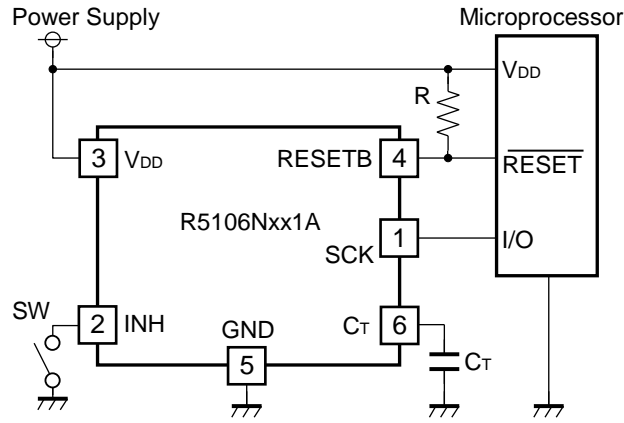 Power Supply
Microprocessor
VDD
R
3
VDD
RESETB
4
RESET
R5106Nxx1A
1
SCK
I/O
SW
2
INH
GND
5
CT
6
CT